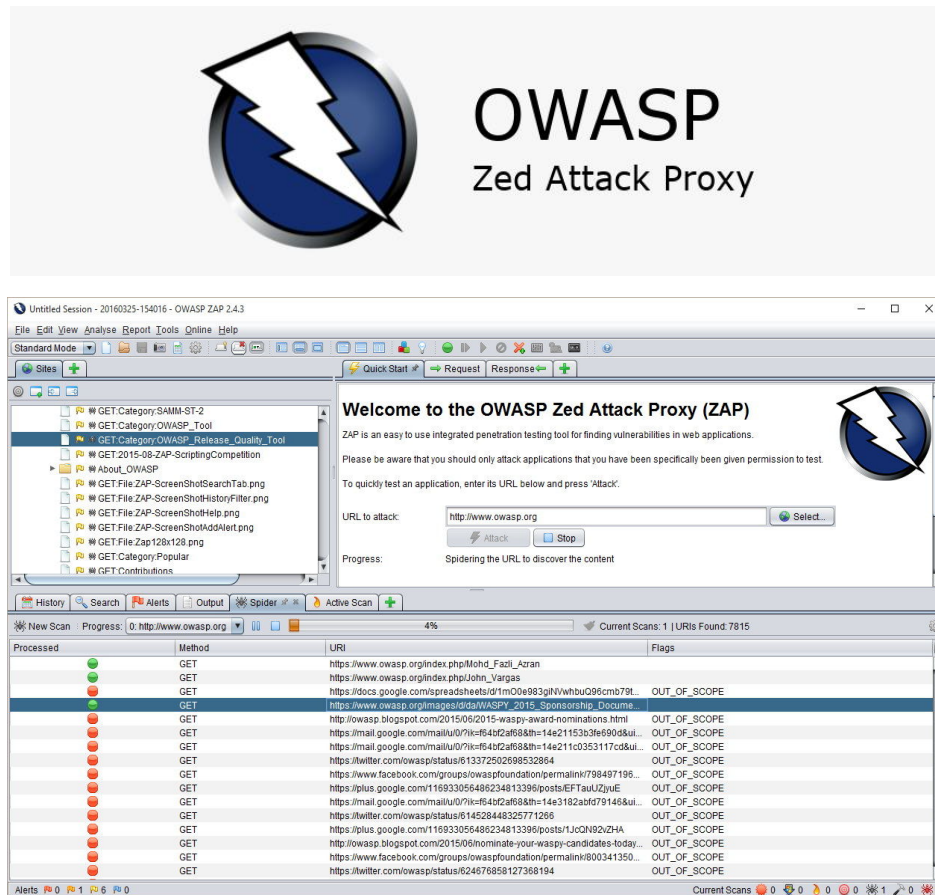 OWASP
Zed Attack Proxy
Untitled Session - 20160325-154016 - OWASP ZAP 2.4.3
File Edit View Analyse Report Tools Online Help
Standard Mode
Sites
Quick Start Request Response
GET:Category:SAMM-ST-2
GET:Category:OWASP_Tool
GET:Category:OWASP_Release_Quality_Tool
GET:2015-08-ZAP-ScriptingCompetition
About_OWASP
GET:File:ZAP-ScreenShotSearchTab.png
GET:File:ZAP-ScreenShotHistoryFilter.png
GET:File:ZAP-ScreenShotHelp.png
GET:File:ZAP-ScreenShotAddAlert.png
GET:File:Zap128x128.png
GET:Category:Popular
GET:Contributions
Welcome to the OWASP Zed Attack Proxy (ZAP)
ZAP is an easy to use integrated penetration testing tool for finding vulnerabilities in web applications.
Please be aware that you should only attack applications that you have been specifically been given permission to test.
To quickly test an application, enter its URL below and press 'Attack'.
URL to attack: http://www.owasp.org Select...
Attack Stop
Progress: Spidering the URL to discover the content
History Search Alerts Output Spider Active Scan
New Scan Progress: 0: http://www.owasp.org 4% Current Scans: 1 | URIs Found: 7815
Processed Method URI Flags
GET https://www.owasp.org/index.php/Mohd_Fazli_Azran
GET https://www.owasp.org/index.php/John_Vargas
GET https://docs.google.com/spreadsheets/d/1mO0e983giNVwhbuQ96cmb79t... OUT_OF_SCOPE
GET https://www.owasp.org/images/d/da/WASPY_2015_Sponsorship_Docume...
GET http://owasp.blogspot.com/2015/06/2015-waspy-award-nominations.html OUT_OF_SCOPE
GET https://mail.google.com/mail/u/0/?ik=f64bf2af68&th=14e21153b3fe690d&ui... OUT_OF_SCOPE
GET https://mail.google.com/mail/u/0/?ik=f64bf2af68&th=14e211c0353117cd&ui... OUT_OF_SCOPE
GET https://twitter.com/owasp/status/613372502698532864 OUT_OF_SCOPE
GET https://www.facebook.com/groups/owaspfoundation/permalink/798497196... OUT_OF_SCOPE
GET https://plus.google.com/116933056486234813396/posts/EFTauUZjyuE OUT_OF_SCOPE
GET https://mail.google.com/mail/u/0/?ik=f64bf2af68&th=14e3182abfd79146&ui... OUT_OF_SCOPE
GET https://twitter.com/owasp/status/614528448325771266 OUT_OF_SCOPE
GET https://plus.google.com/116933056486234813396/posts/1JcQN92vZHA OUT_OF_SCOPE
GET http://owasp.blogspot.com/2015/06/nominate-your-waspy-candidates-today... OUT_OF_SCOPE
GET https://www.facebook.com/groups/owaspfoundation/permalink/800341350... OUT_OF_SCOPE
GET https://twitter.com/owasp/status/624676858127368194 OUT_OF_SCOPE
Alerts 0 1 6 0 Current Scans 0 0 0 0 1 0